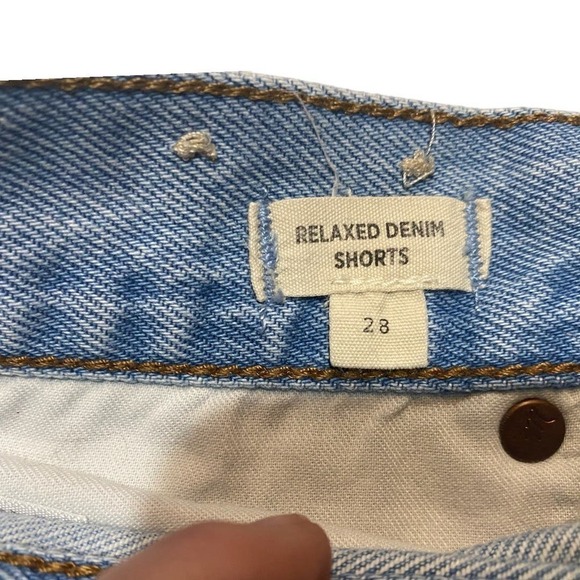 RELAXED DENIM
SHORTS
28